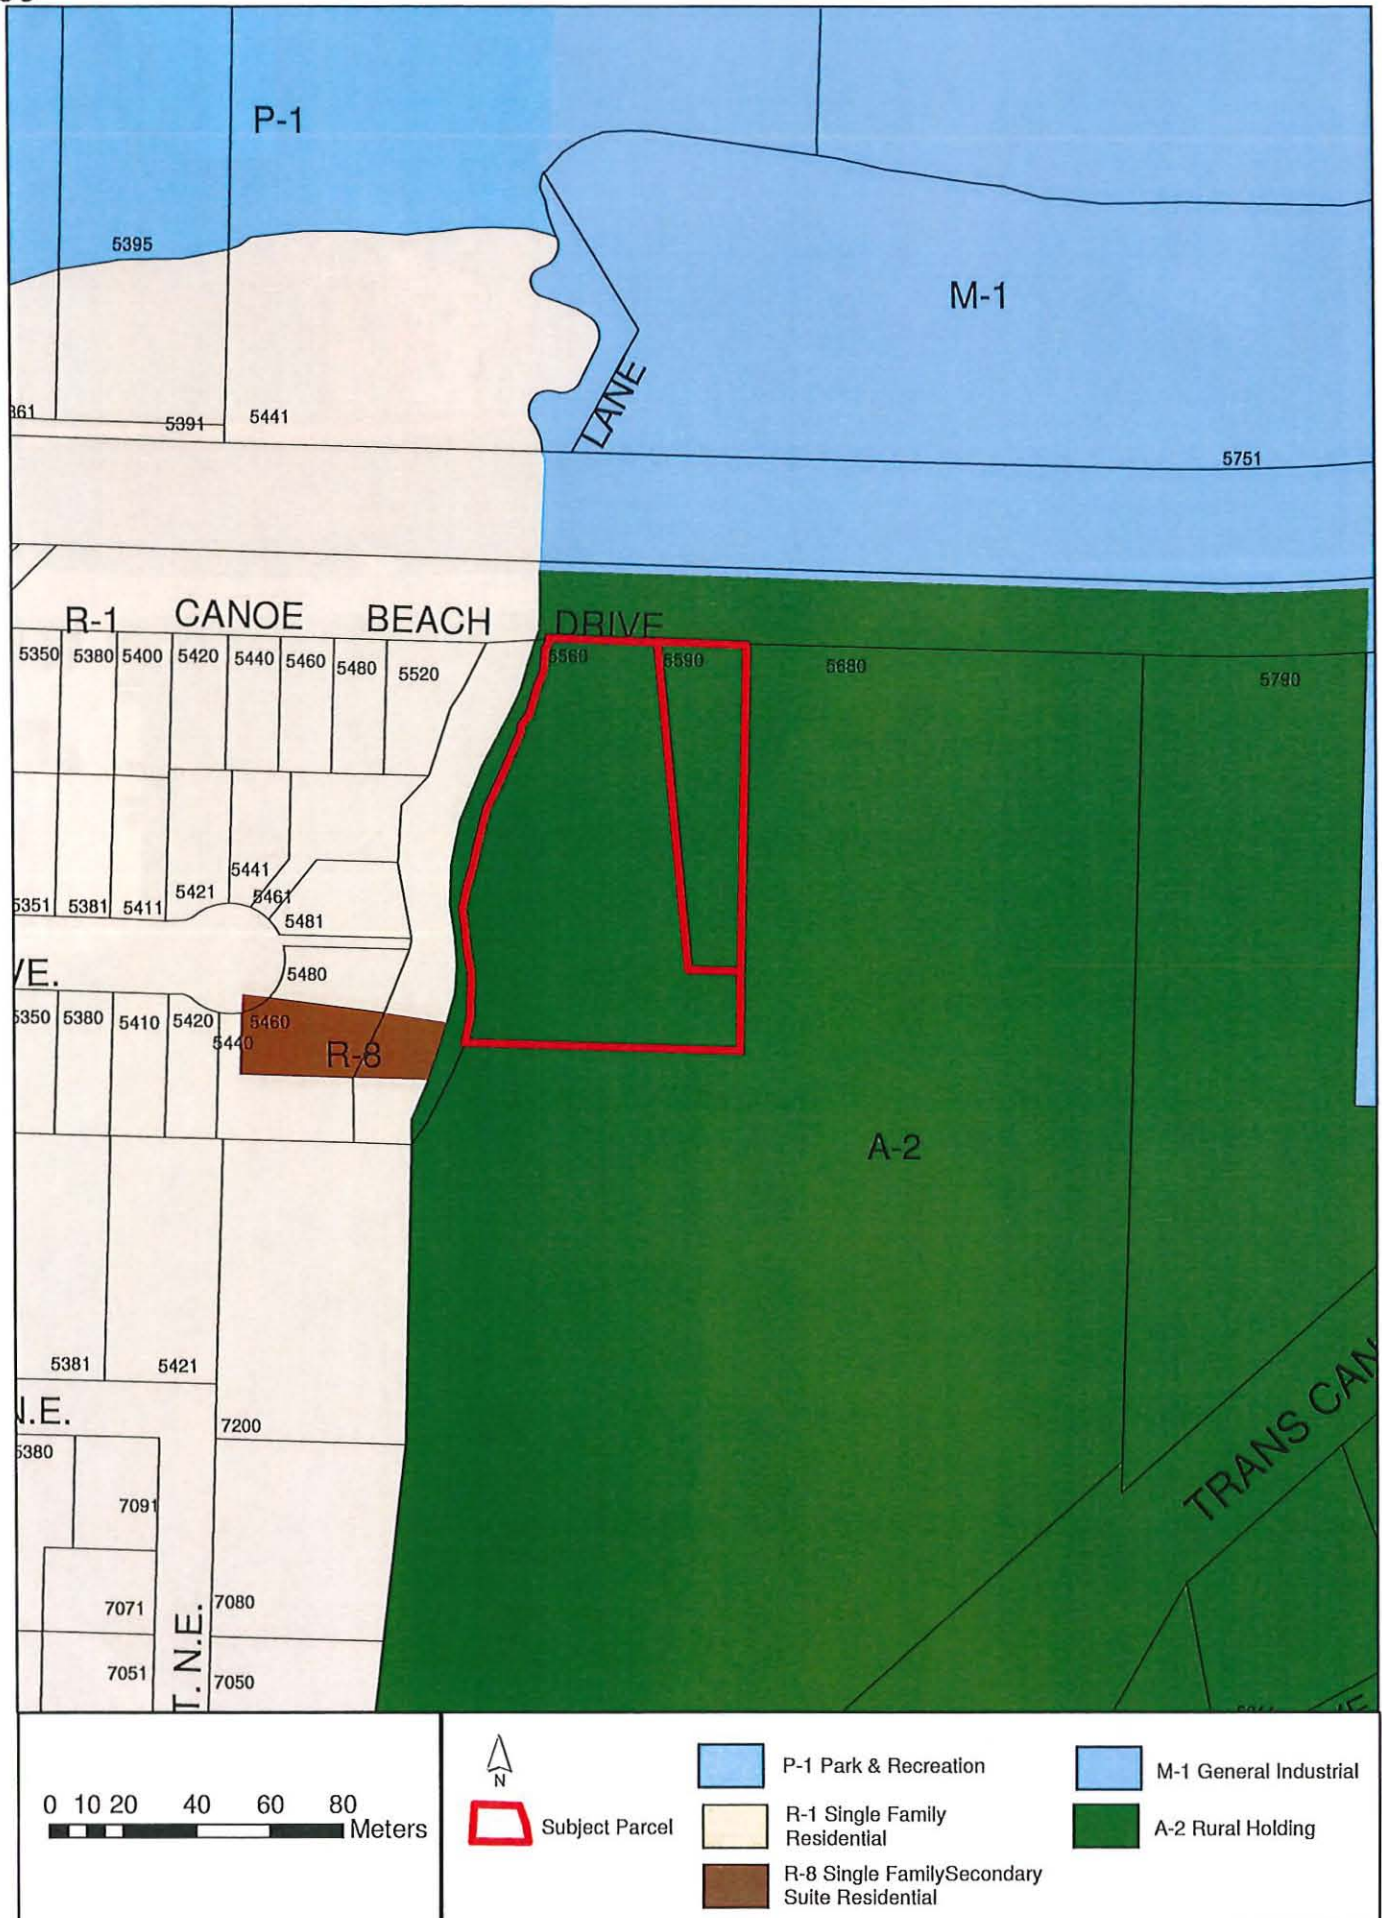 P-1
5395
M-1
LANE
361
5391
5441
5751
R-1 CANOE BEACH DRIVE
5350 5380 5400 5420 5440 5460 5480 5520 5560 5590 5680 5790
5441
5421
5461
5351 5381 5411
5481
VE.
5480
5350 5380 5410 5420
5460
5440
R-8
A-2
5381 5421
TRANS CAN
N.E.
7200
5380
7091
7071
7080
T. N.E.
7051
7050
N
P-1 Park & Recreation
M-1 General Industrial
0 10 20 40 60 80
Meters
Subject Parcel
R-1 Single Family
Residential
A-2 Rural Holding
R-8 Single FamilySecondary
Suite Residential